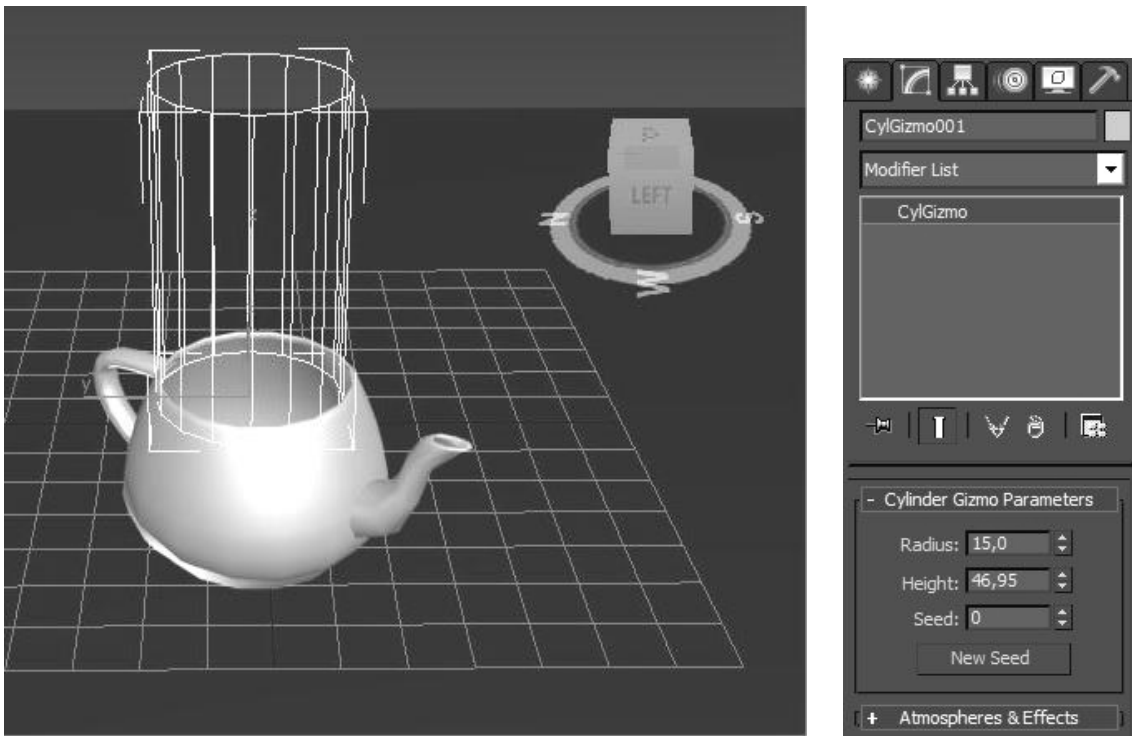 LEFT
N
S
W
y
CylGizmo001
Modifier List
CylGizmo
- Cylinder Gizmo Parameters
Radius: 15,0
Height: 46,95
Seed: 0
New Seed
+ Atmospheres & Effects